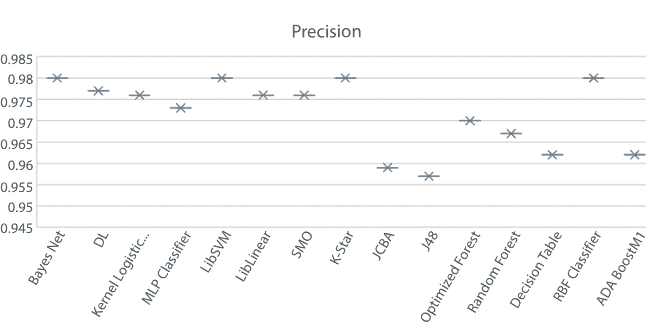 Precision
0.985
0.98
0.975
0.97
0.965
0.96
0.955
0.95
0.945
Bayes Net
DL
Kernel Logistic...
MLP Classifier
LibSVM
LibLinear
SMO
K-Star
JCBA
J48
Optimized Forest
Random Forest
Decision Table
RBF Classifier
ADA BoostM1